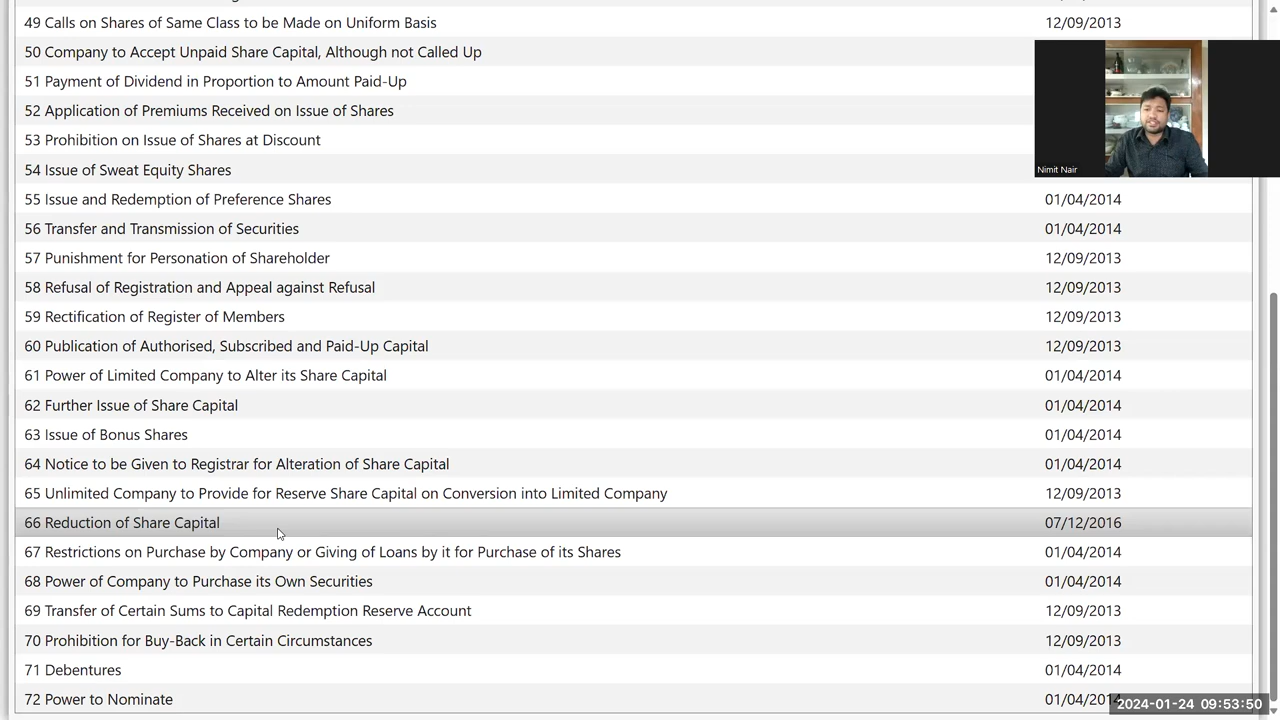 49 Calls on Shares of Same Class to be Made on Uniform Basis 12/09/2013
50 Company to Accept Unpaid Share Capital, Although not Called Up
51 Payment of Dividend in Proportion to Amount Paid-Up
52 Application of Premiums Received on Issue of Shares
53 Prohibition on Issue of Shares at Discount
54 Issue of Sweat Equity Shares
Nimit Nair
55 Issue and Redemption of Preference Shares 01/04/2014
56 Transfer and Transmission of Securities 01/04/2014
57 Punishment for Personation of Shareholder 12/09/2013
58 Refusal of Registration and Appeal against Refusal 12/09/2013
59 Rectification of Register of Members 12/09/2013
60 Publication of Authorised, Subscribed and Paid-Up Capital 12/09/2013
61 Power of Limited Company to Alter its Share Capital 01/04/2014
62 Further Issue of Share Capital 01/04/2014
63 Issue of Bonus Shares 01/04/2014
64 Notice to be Given to Registrar for Alteration of Share Capital 01/04/2014
65 Unlimited Company to Provide for Reserve Share Capital on Conversion into Limited Company 12/09/2013
66 Reduction of Share Capital 07/12/2016
67 Restrictions on Purchase by Company or Giving of Loans by it for Purchase of its Shares 01/04/2014
68 Power of Company to Purchase its Own Securities 01/04/2014
69 Transfer of Certain Sums to Capital Redemption Reserve Account 12/09/2013
70 Prohibition for Buy-Back in Certain Circumstances 12/09/2013
71 Debentures 01/04/2014
72 Power to Nominate 01/04/2014
2024-01-24 09:53:50